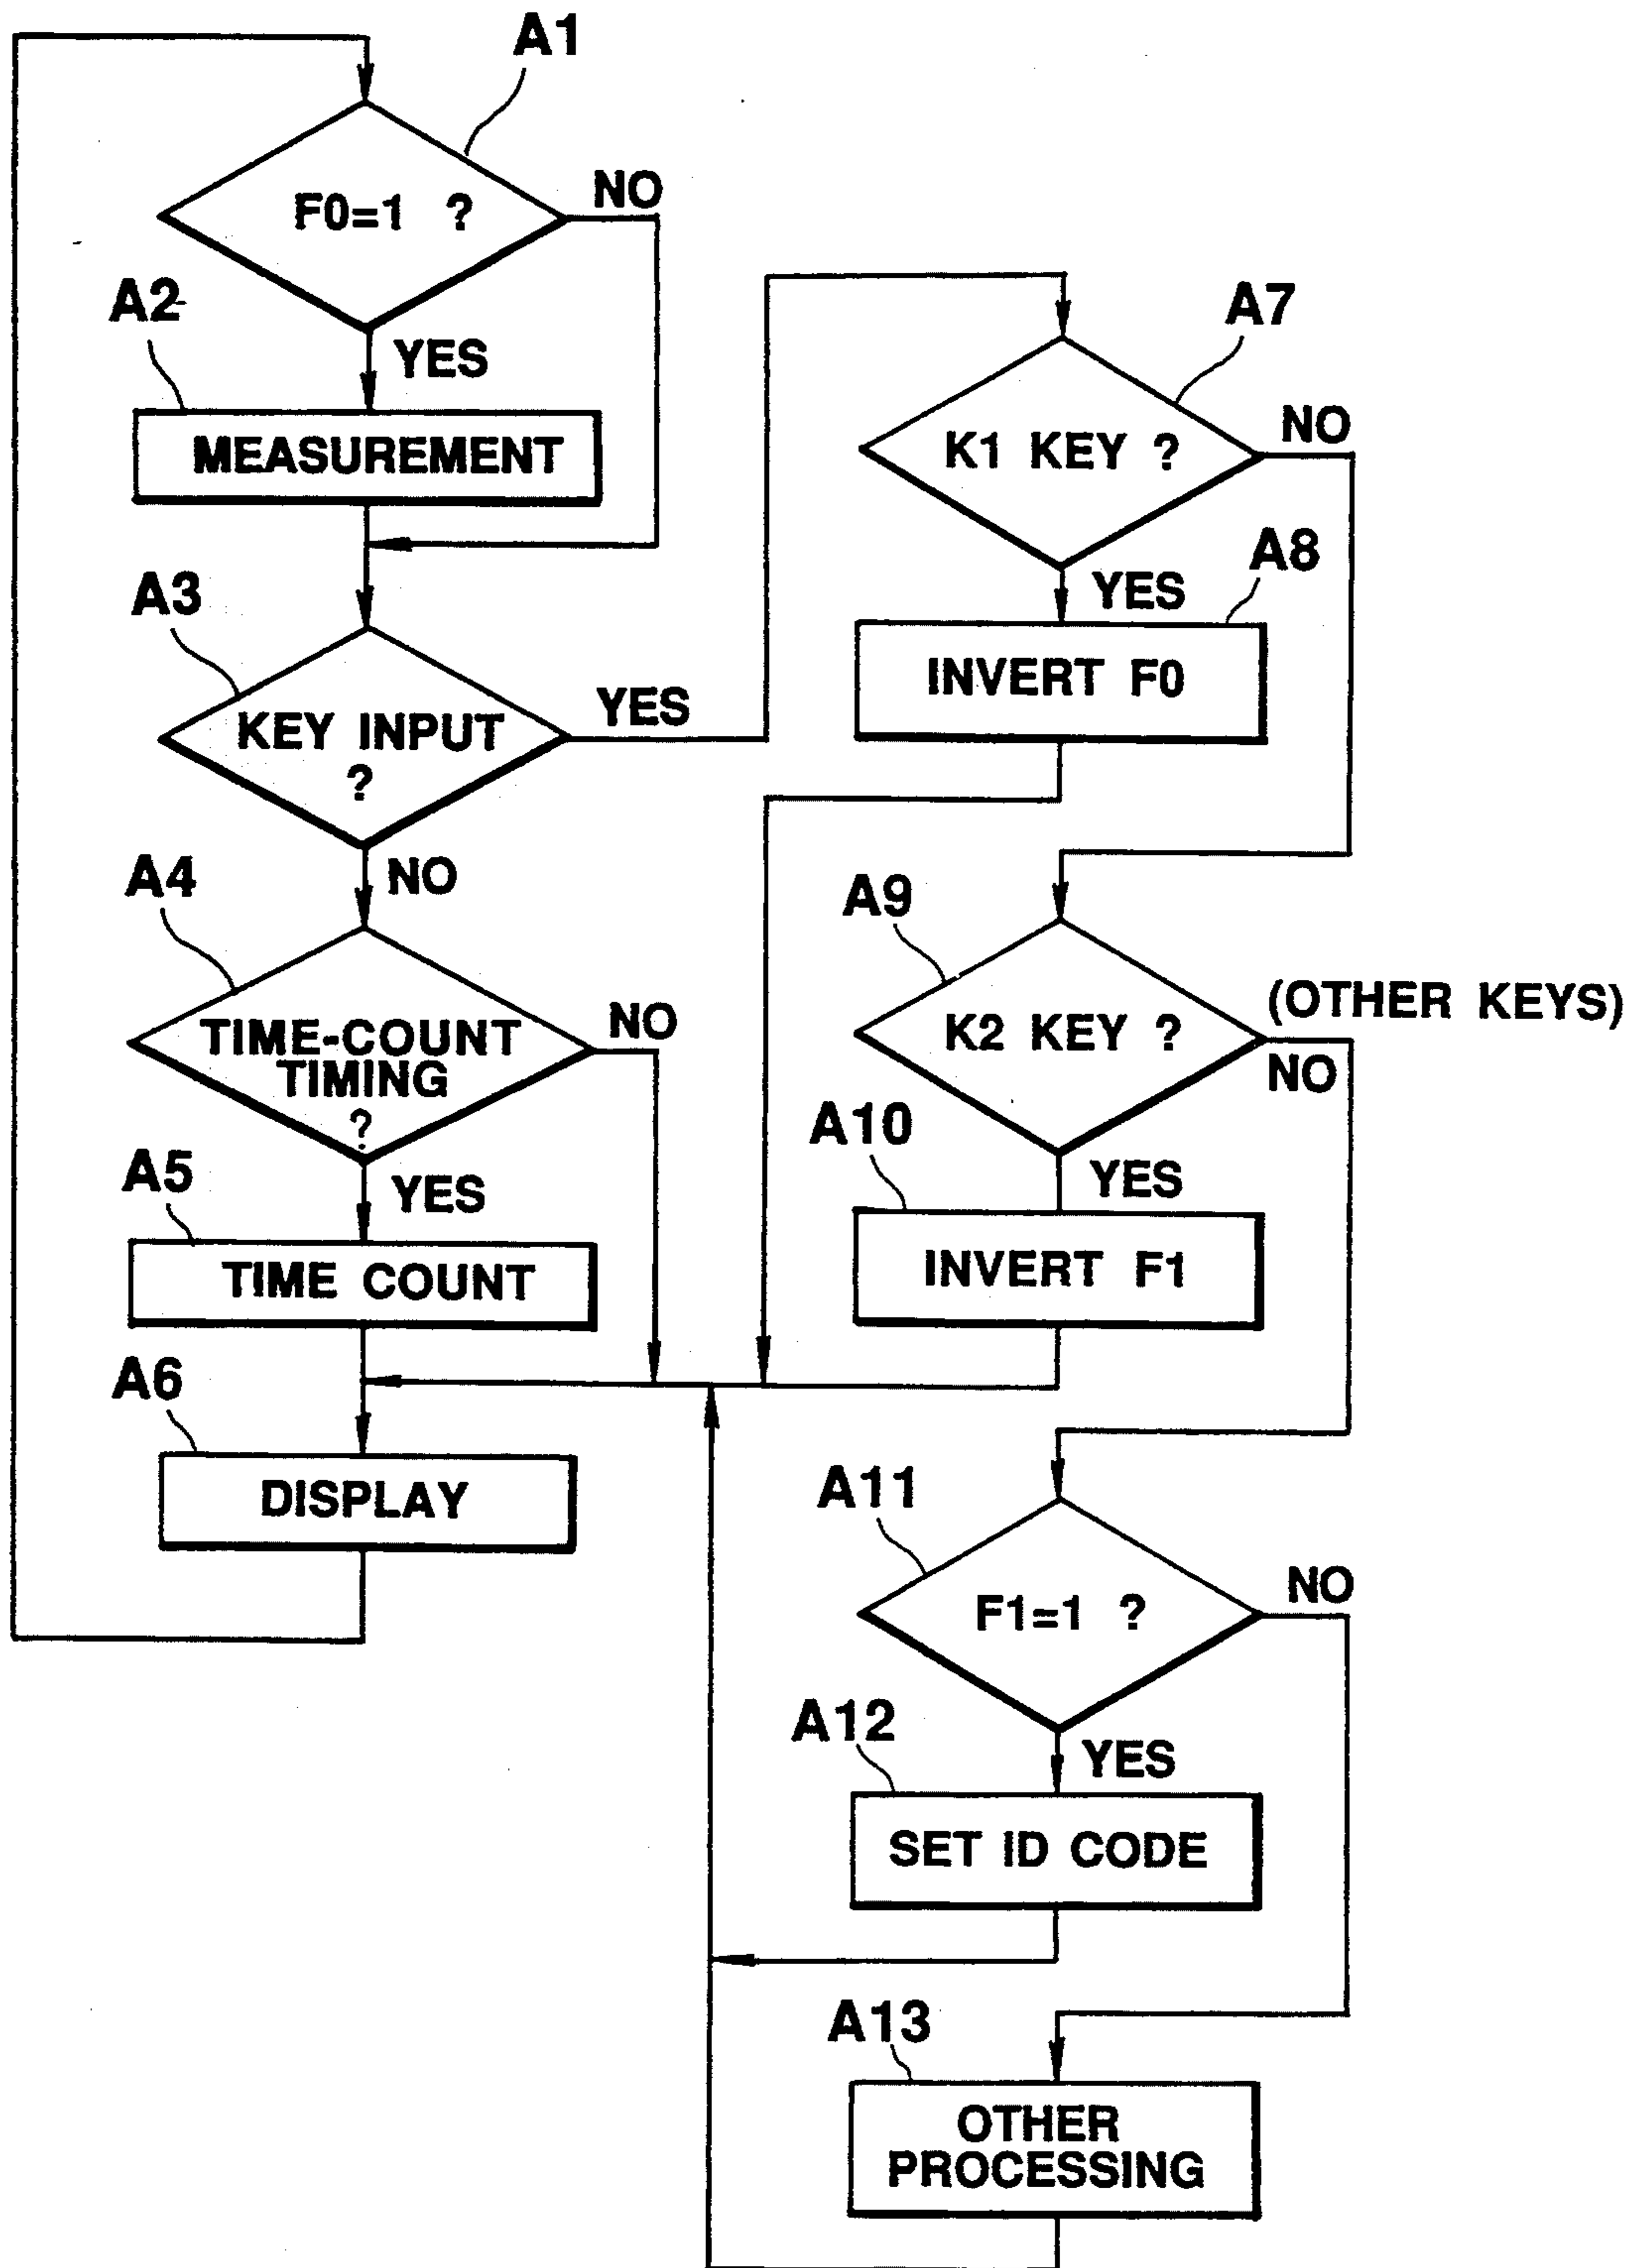 A1
F0=1 ?
NO
A2
YES
MEASUREMENT
A3
KEY INPUT
?
YES
NO
A4
TIME-COUNT
TIMING
?
NO
A5
YES
TIME COUNT
A6
DISPLAY
A7
K1 KEY ?
NO
A8
YES
INVERT F0
A9
K2 KEY ?
(OTHER KEYS)
NO
A10
YES
INVERT F1
A11
F1=1 ?
NO
A12
YES
SET ID CODE
A13
OTHER
PROCESSING